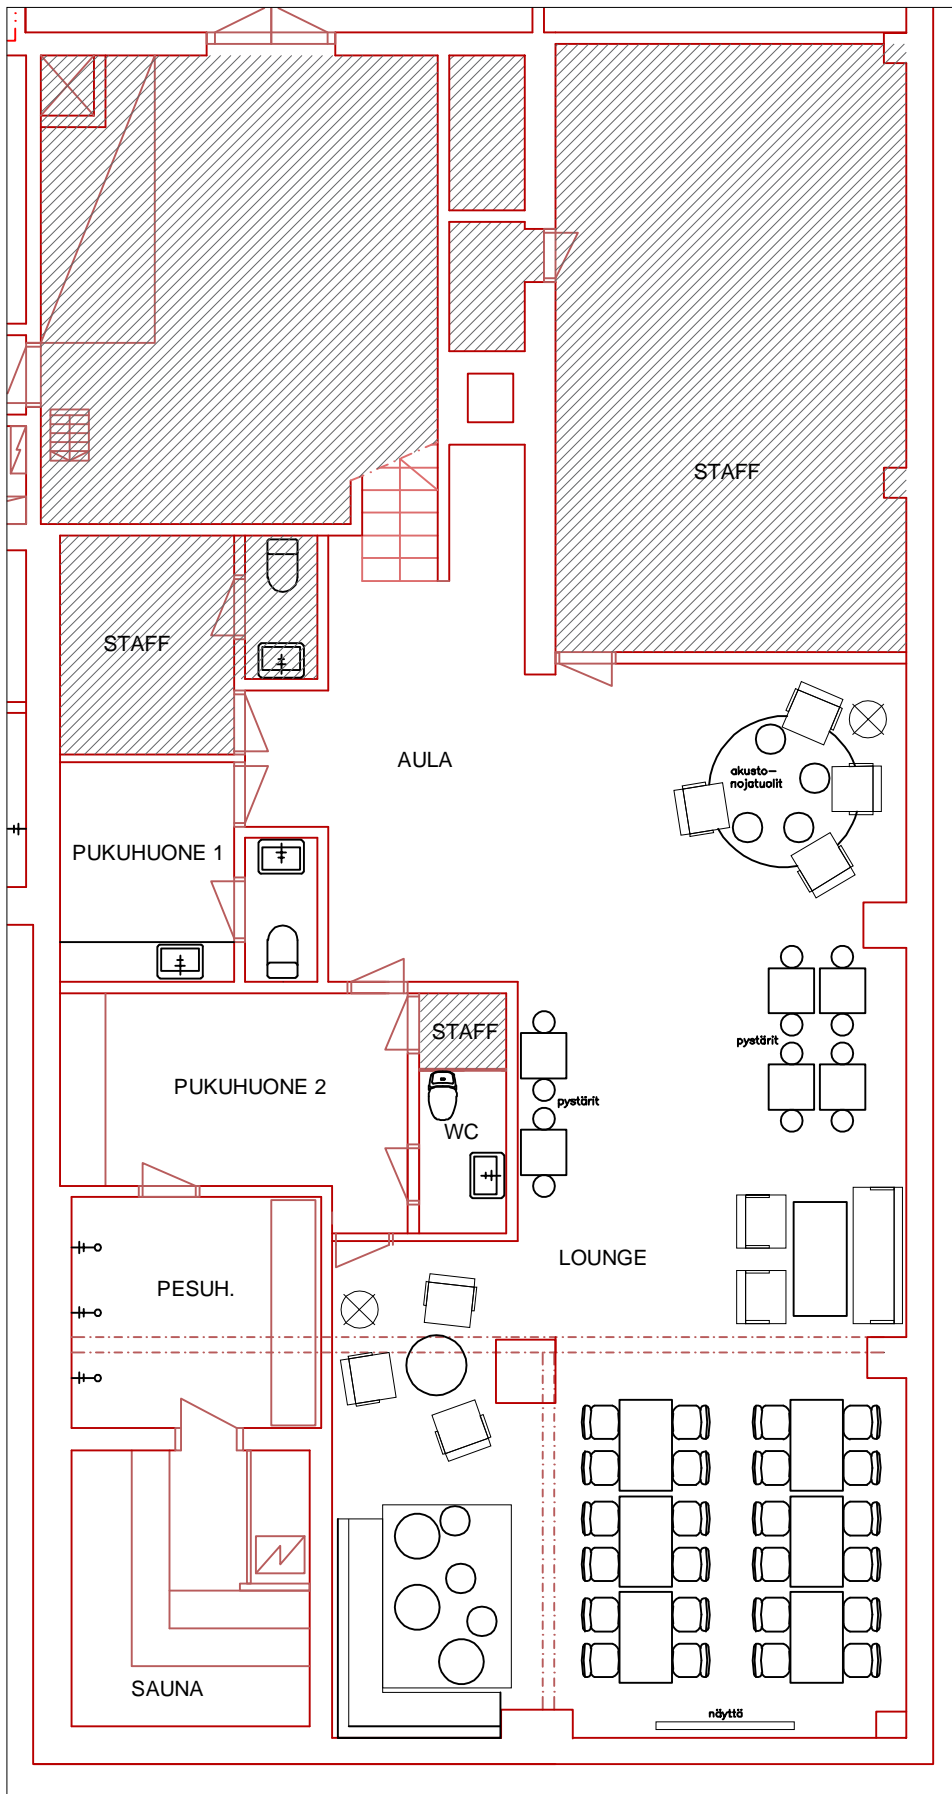 STAFF
STAFF
AULA
akusto–
nojatuolit
PUKUHUONE 1
STAFF
pystärit
PUKUHUONE 2
pystärit
WC
LOUNGE
PESUH.
SAUNA
näyttö